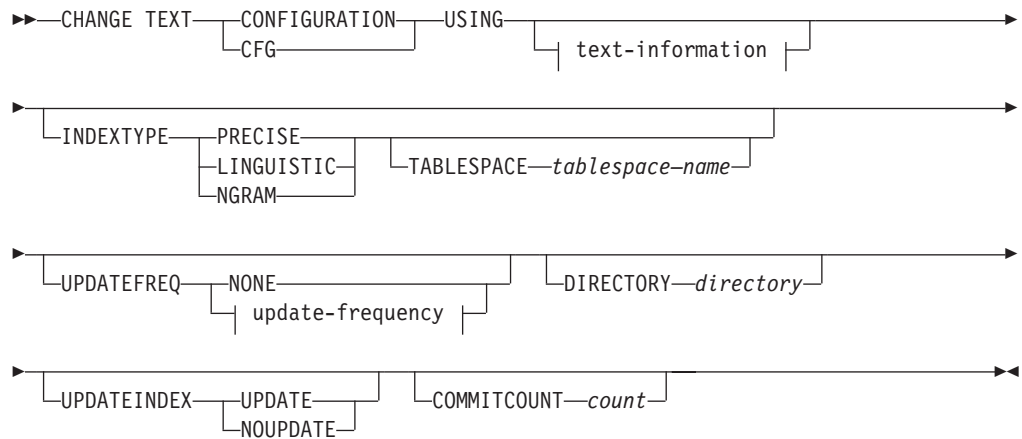 CHANGE TEXT CONFIGURATION USING
CFG text-information
INDEXTYPE PRECISE
LINGUISTIC TABLESPACE tablespace–name
NGRAM
UPDATEFREQ NONE DIRECTORY directory
update-frequency
UPDATEINDEX UPDATE COMMITCOUNT count
NOUPDATE